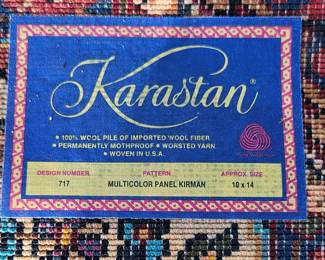 Karastan®
• 100% WOOL PILE OF IMPORTED WOOL FIBER
• PERMANENTLY MOTHPROOF • WORSTED YARN
• WOVEN IN U.S.A.
DESIGN NUMBER PATTERN APPROX. SIZE
717 MULTICOLOR PANEL KIRMAN 10 x 14